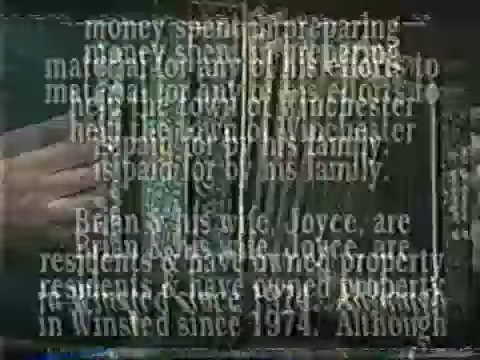 money spent in preparing
material for any of his efforts to
help the town of Winchester
is paid for by his family.
Brian & his wife, Joyce, are
residents & have owned property
in Winsted since 1974. Although